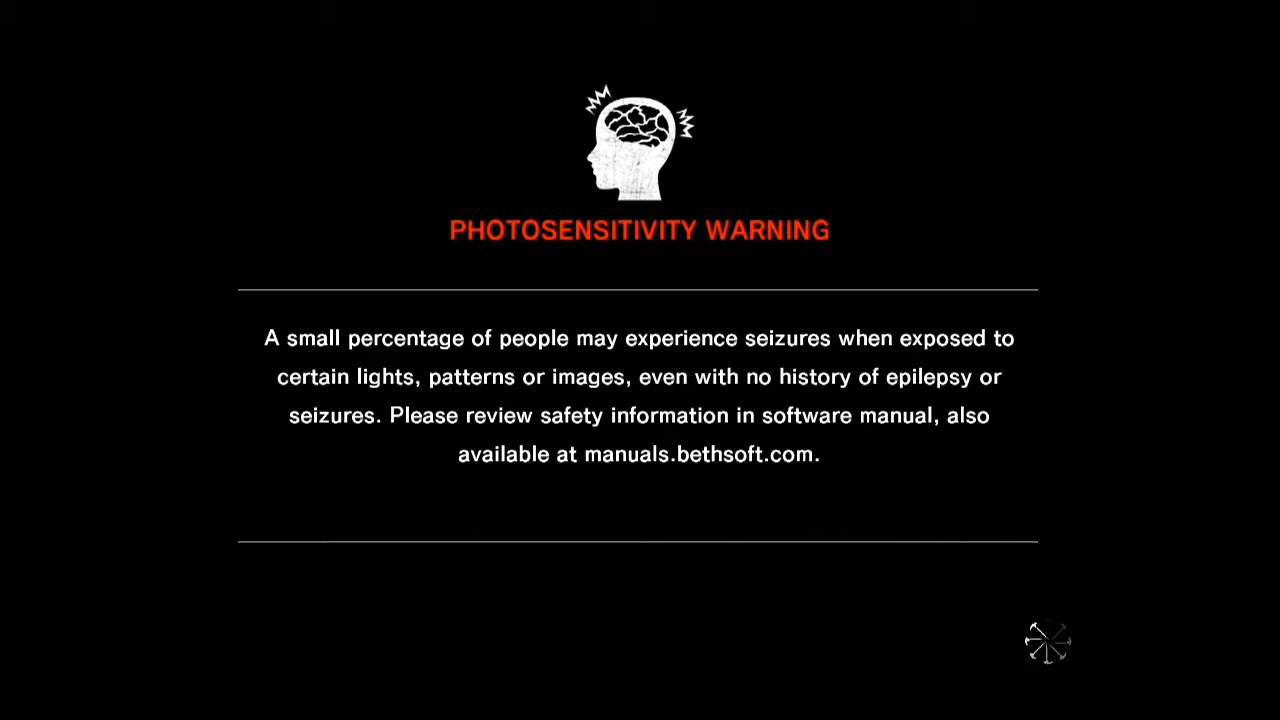 PHOTOSENSITIVITY WARNING
A small percentage of people may experience seizures when exposed to
certain lights, patterns or images, even with no history of epilepsy or
seizures. Please review safety information in software manual, also
available at manuals.bethsoft.com.